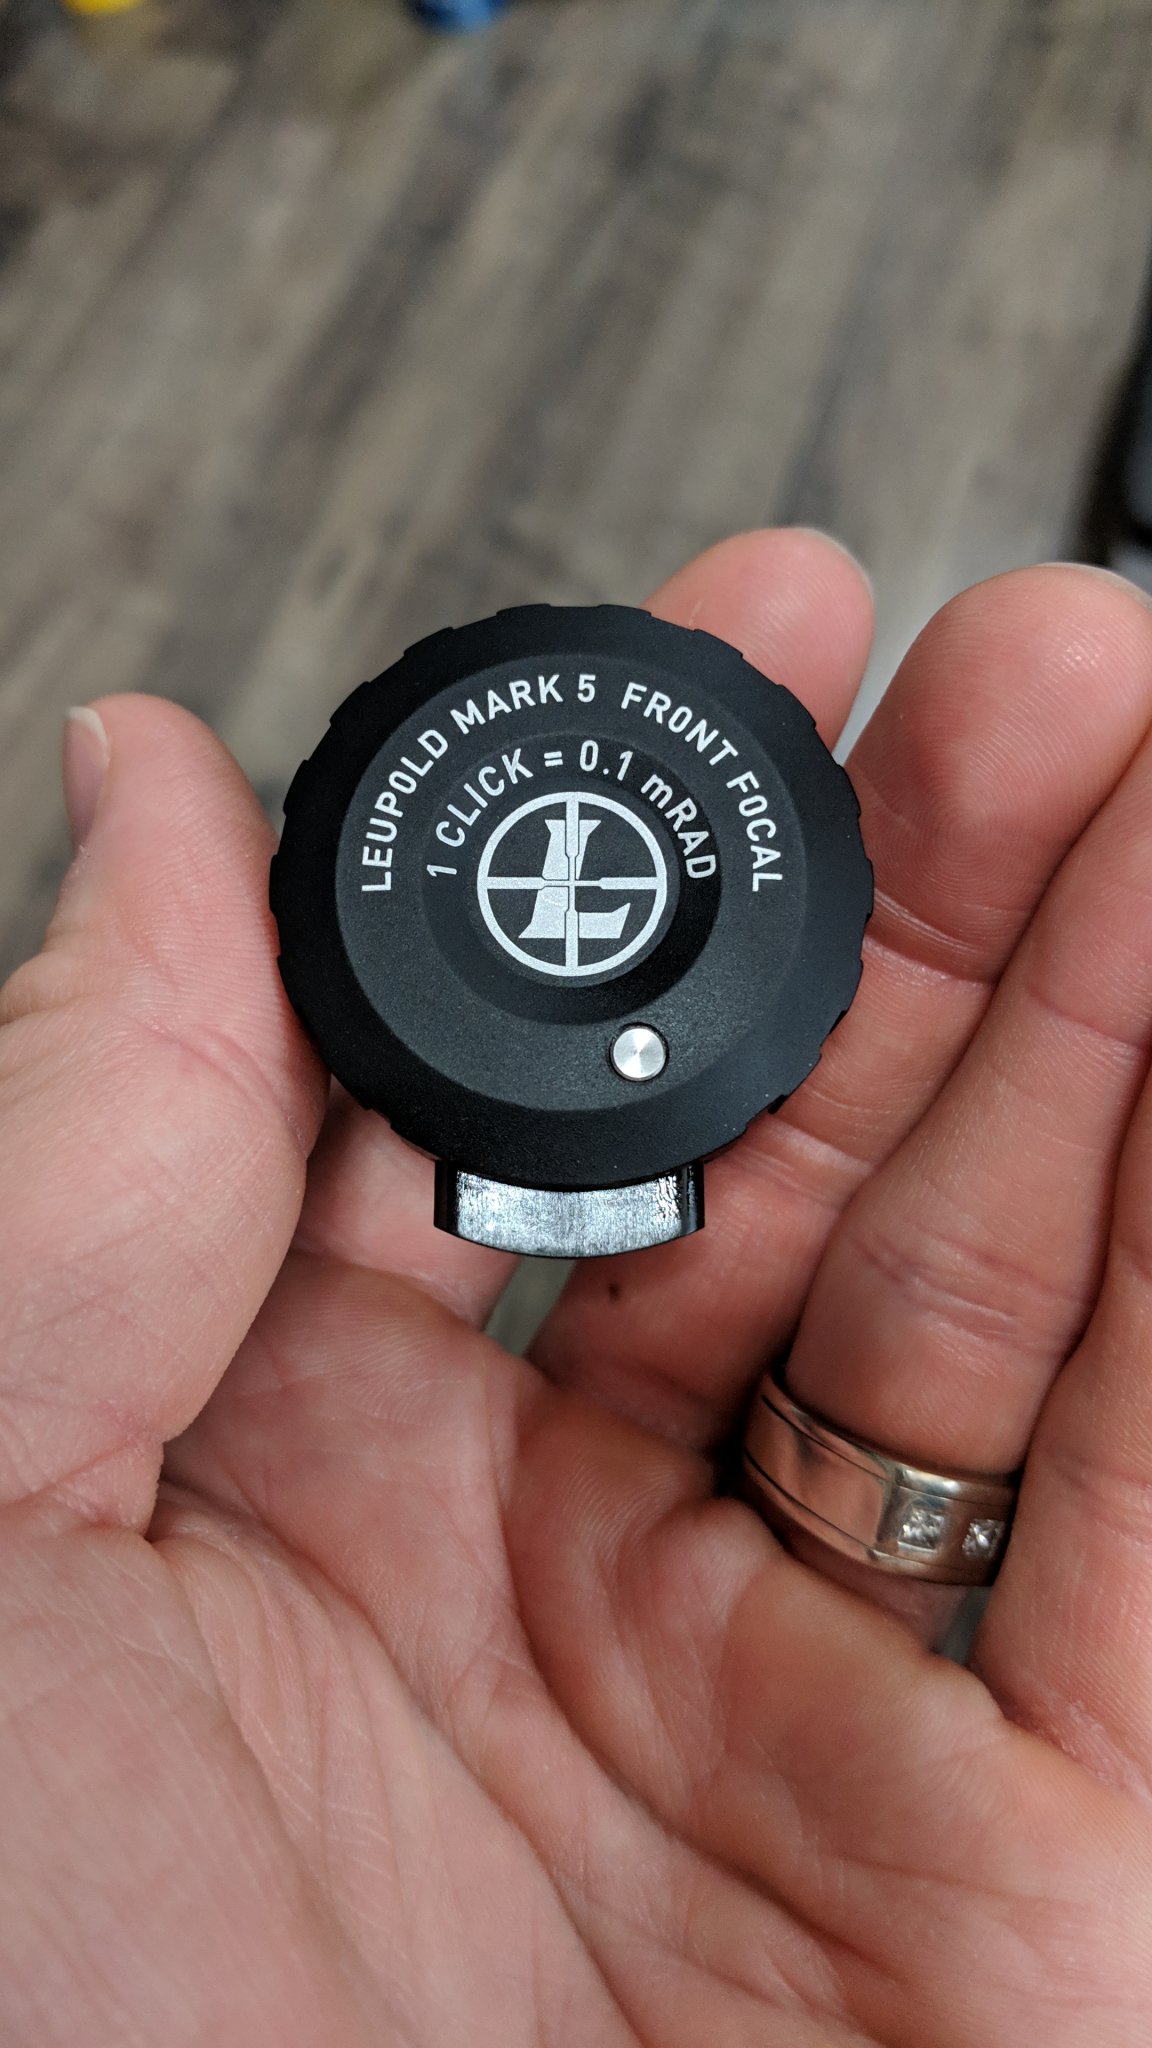 LEUPOLD MARK 5 FRONT FOCAL
1 CLICK = 0.1 mRAD
L